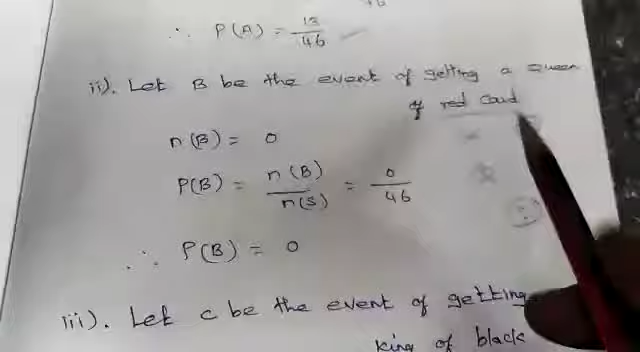 ∴ P(A) = 13/46
ii). Let B be the event of getting a queen
of red card
n(B) = 0
P(B) = n(B)/n(S) = 0/46
∴ P(B) = 0
iii). Let C be the event of getting
king of black